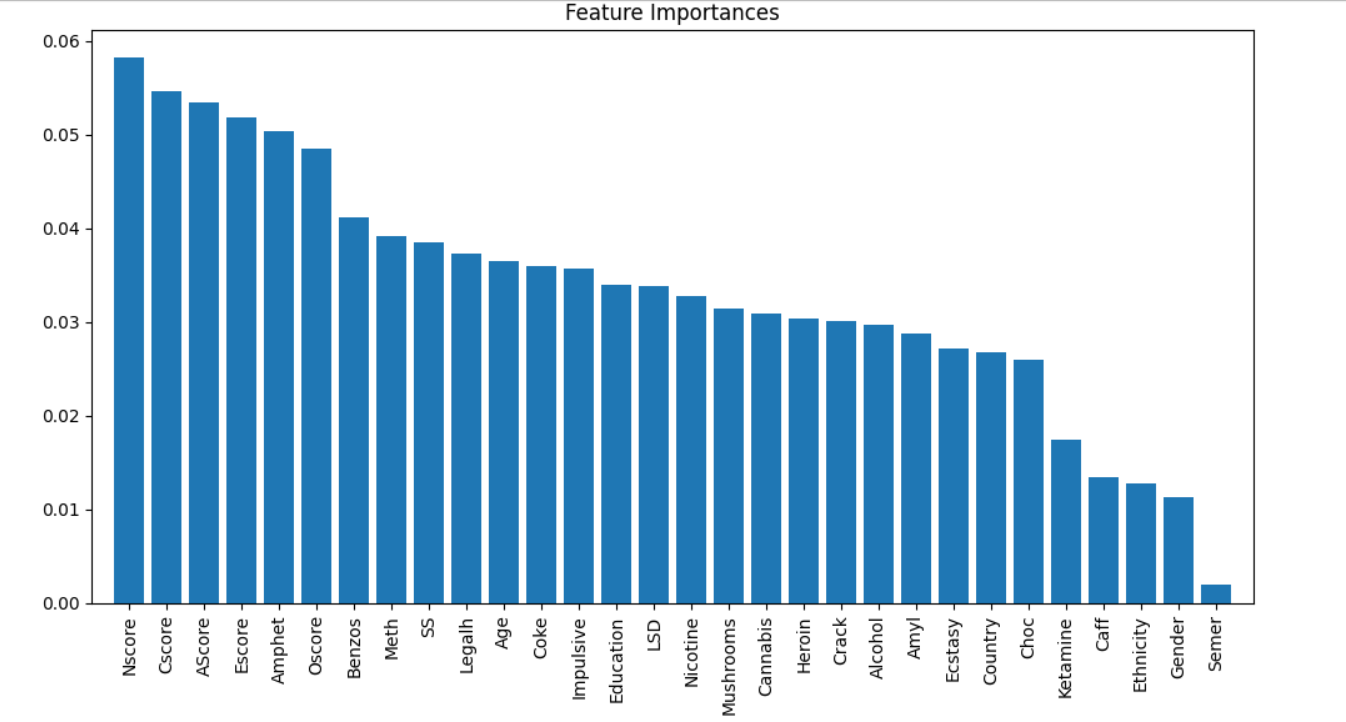 Feature Importances
0.06
0.05
0.04
0.03
0.02
0.01
0.00
Nscore
Cscore
AScore
Escore
Amphet
Oscore
Benzos
Meth
SS
Legalh
Age
Coke
Impulsive
Education
LSD
Nicotine
Mushrooms
Cannabis
Heroin
Crack
Alcohol
Amyl
Ecstasy
Country
Choc
Ketamine
Caff
Ethnicity
Gender
Semer